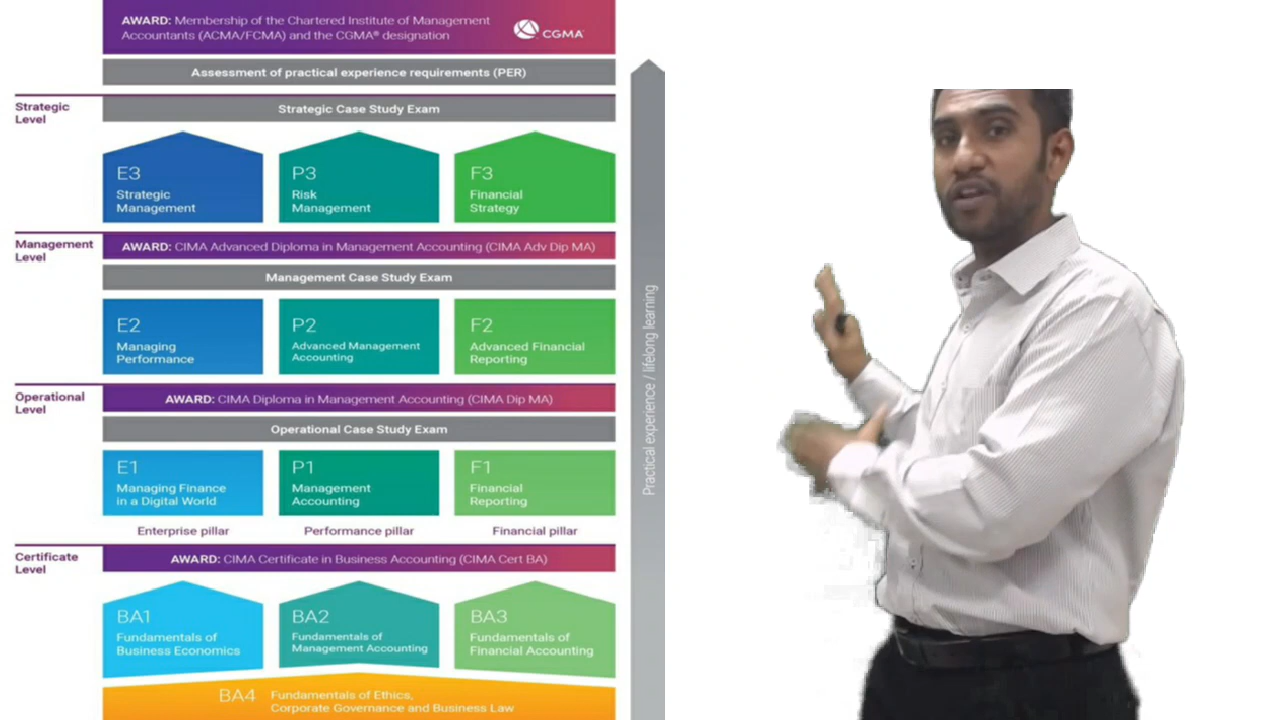 AWARD: Membership of the Chartered Institute of Management
Accountants (ACMA/FCMA) and the CGMA® designation
CGMA
Assessment of practical experience requirements (PER)
Strategic
Level
Strategic Case Study Exam
E3
Strategic
Management
P3
Risk
Management
F3
Financial
Strategy
Management
Level
AWARD: CIMA Advanced Diploma in Management Accounting (CIMA Adv Dip MA)
Management Case Study Exam
E2
Managing
Performance
P2
Advanced Management
Accounting
F2
Advanced Financial
Reporting
Operational
Level
AWARD: CIMA Diploma in Management Accounting (CIMA Dip MA)
Operational Case Study Exam
E1
Managing Finance
in a Digital World
P1
Management
Accounting
F1
Financial
Reporting
Enterprise pillar
Performance pillar
Financial pillar
Certificate
Level
AWARD: CIMA Certificate in Business Accounting (CIMA Cert BA)
BA1
Fundamentals of
Business Economics
BA2
Fundamentals of
Management Accounting
BA3
Fundamentals of
Financial Accounting
BA4
Fundamentals of Ethics,
Corporate Governance and Business Law
Practical experience / lifelong learning